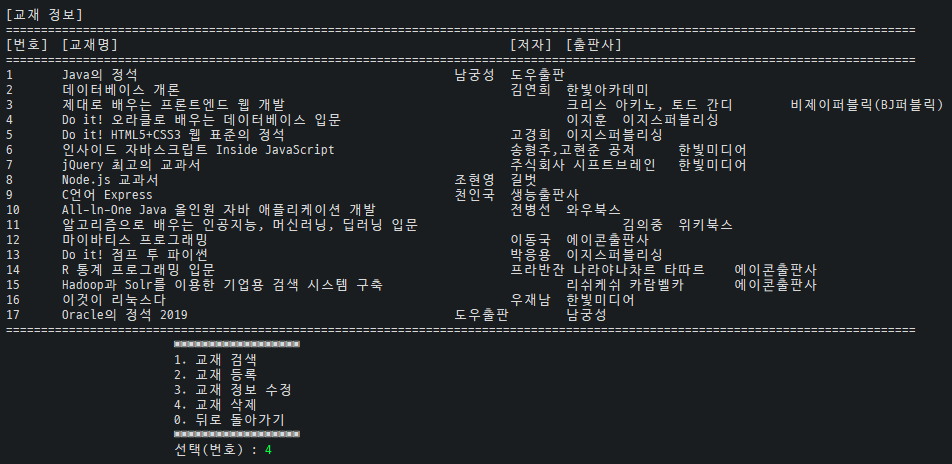 [교재 정보]
==================================================================================================================================
[번호] [교재명] [저자] [출판사]
==================================================================================================================================
1 Java의 정석 남궁성 도우출판
2 데이터베이스 개론 김연희 한빛아카데미
3 제대로 배우는 프론트엔드 웹 개발 크리스 아키노, 토드 간디 비제이퍼블릭(BJ퍼블릭)
4 Do it! 오라클로 배우는 데이터베이스 입문 이지훈 이지스퍼블리싱
5 Do it! HTML5+CSS3 웹 표준의 정석 고경희 이지스퍼블리싱
6 인사이드 자바스크립트 Inside JavaScript 송형주,고현준 공저 한빛미디어
7 jQuery 최고의 교과서 주식회사 시프트브레인 한빛미디어
8 Node.js 교과서 조현영 길벗
9 C언어 Express 천인국 생능출판사
10 All-ln-One Java 올인원 자바 애플리케이션 개발 전병선 와우북스
11 알고리즘으로 배우는 인공지능, 머신러닝, 딥러닝 입문 김의중 위키북스
12 마이바티스 프로그래밍 이동국 에이콘출판사
13 Do it! 점프 투 파이썬 박응용 이지스퍼블리싱
14 R 통계 프로그래밍 입문 프라반잔 나라야나차르 타따르 에이콘출판사
15 Hadoop과 Solr를 이용한 기업용 검색 시스템 구축 리쉬케쉬 카람벨카 에이콘출판사
16 이것이 리눅스다 우재남 한빛미디어
17 Oracle의 정석 2019 도우출판 남궁성
==================================================================================================================================
▣▣▣▣▣▣▣▣▣▣▣▣▣▣▣▣▣▣
1. 교재 검색
2. 교재 등록
3. 교재 정보 수정
4. 교재 삭제
0. 뒤로 돌아가기
▣▣▣▣▣▣▣▣▣▣▣▣▣▣▣▣▣▣
선택(번호) : 4